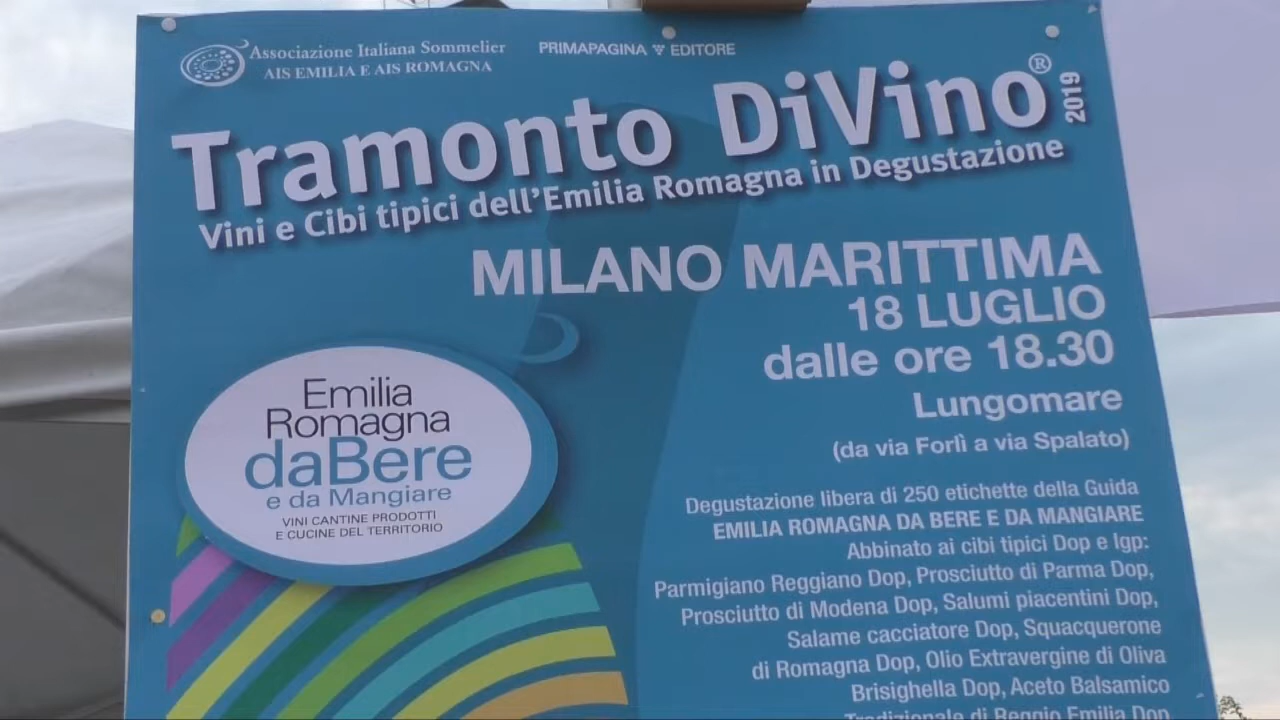 Associazione Italiana Sommelier
AIS EMILIA E AIS ROMAGNA
PRIMAPAGINA EDITORE
Tramonto DiVino® 2019
Vini e Cibi tipici dell'Emilia Romagna in Degustazione
MILANO MARITTIMA
18 LUGLIO
dalle ore 18.30
Lungomare
(da via Forlì a via Spalato)
Emilia
Romagna
daBere
e da Mangiare
VINI CANTINE PRODOTTI
E CUCINE DEL TERRITORIO
Degustazione libera di 250 etichette della Guida
EMILIA ROMAGNA DA BERE E DA MANGIARE
Abbinato ai cibi tipici Dop e Igp:
Parmigiano Reggiano Dop, Prosciutto di Parma Dop,
Prosciutto di Modena Dop, Salumi piacentini Dop,
Salame cacciatore Dop, Squacquerone
di Romagna Dop, Olio Extravergine di Oliva
Brisighella Dop, Aceto Balsamico
Tradizionale di Reggio Emilia Dop